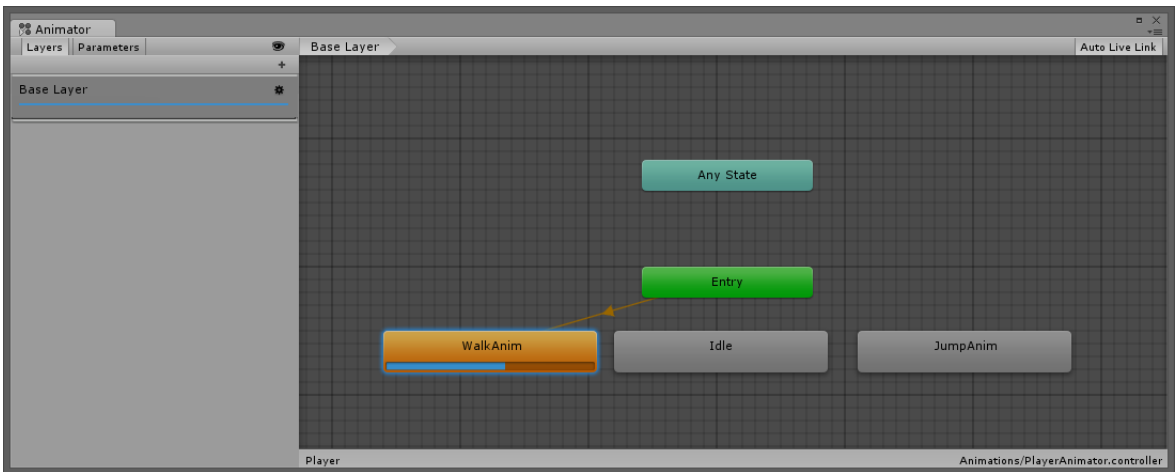 Animator
Layers Parameters
Base Layer
Auto Live Link
+
Base Layer
Any State
Entry
WalkAnim
Idle
JumpAnim
Player
Animations/PlayerAnimator.controller